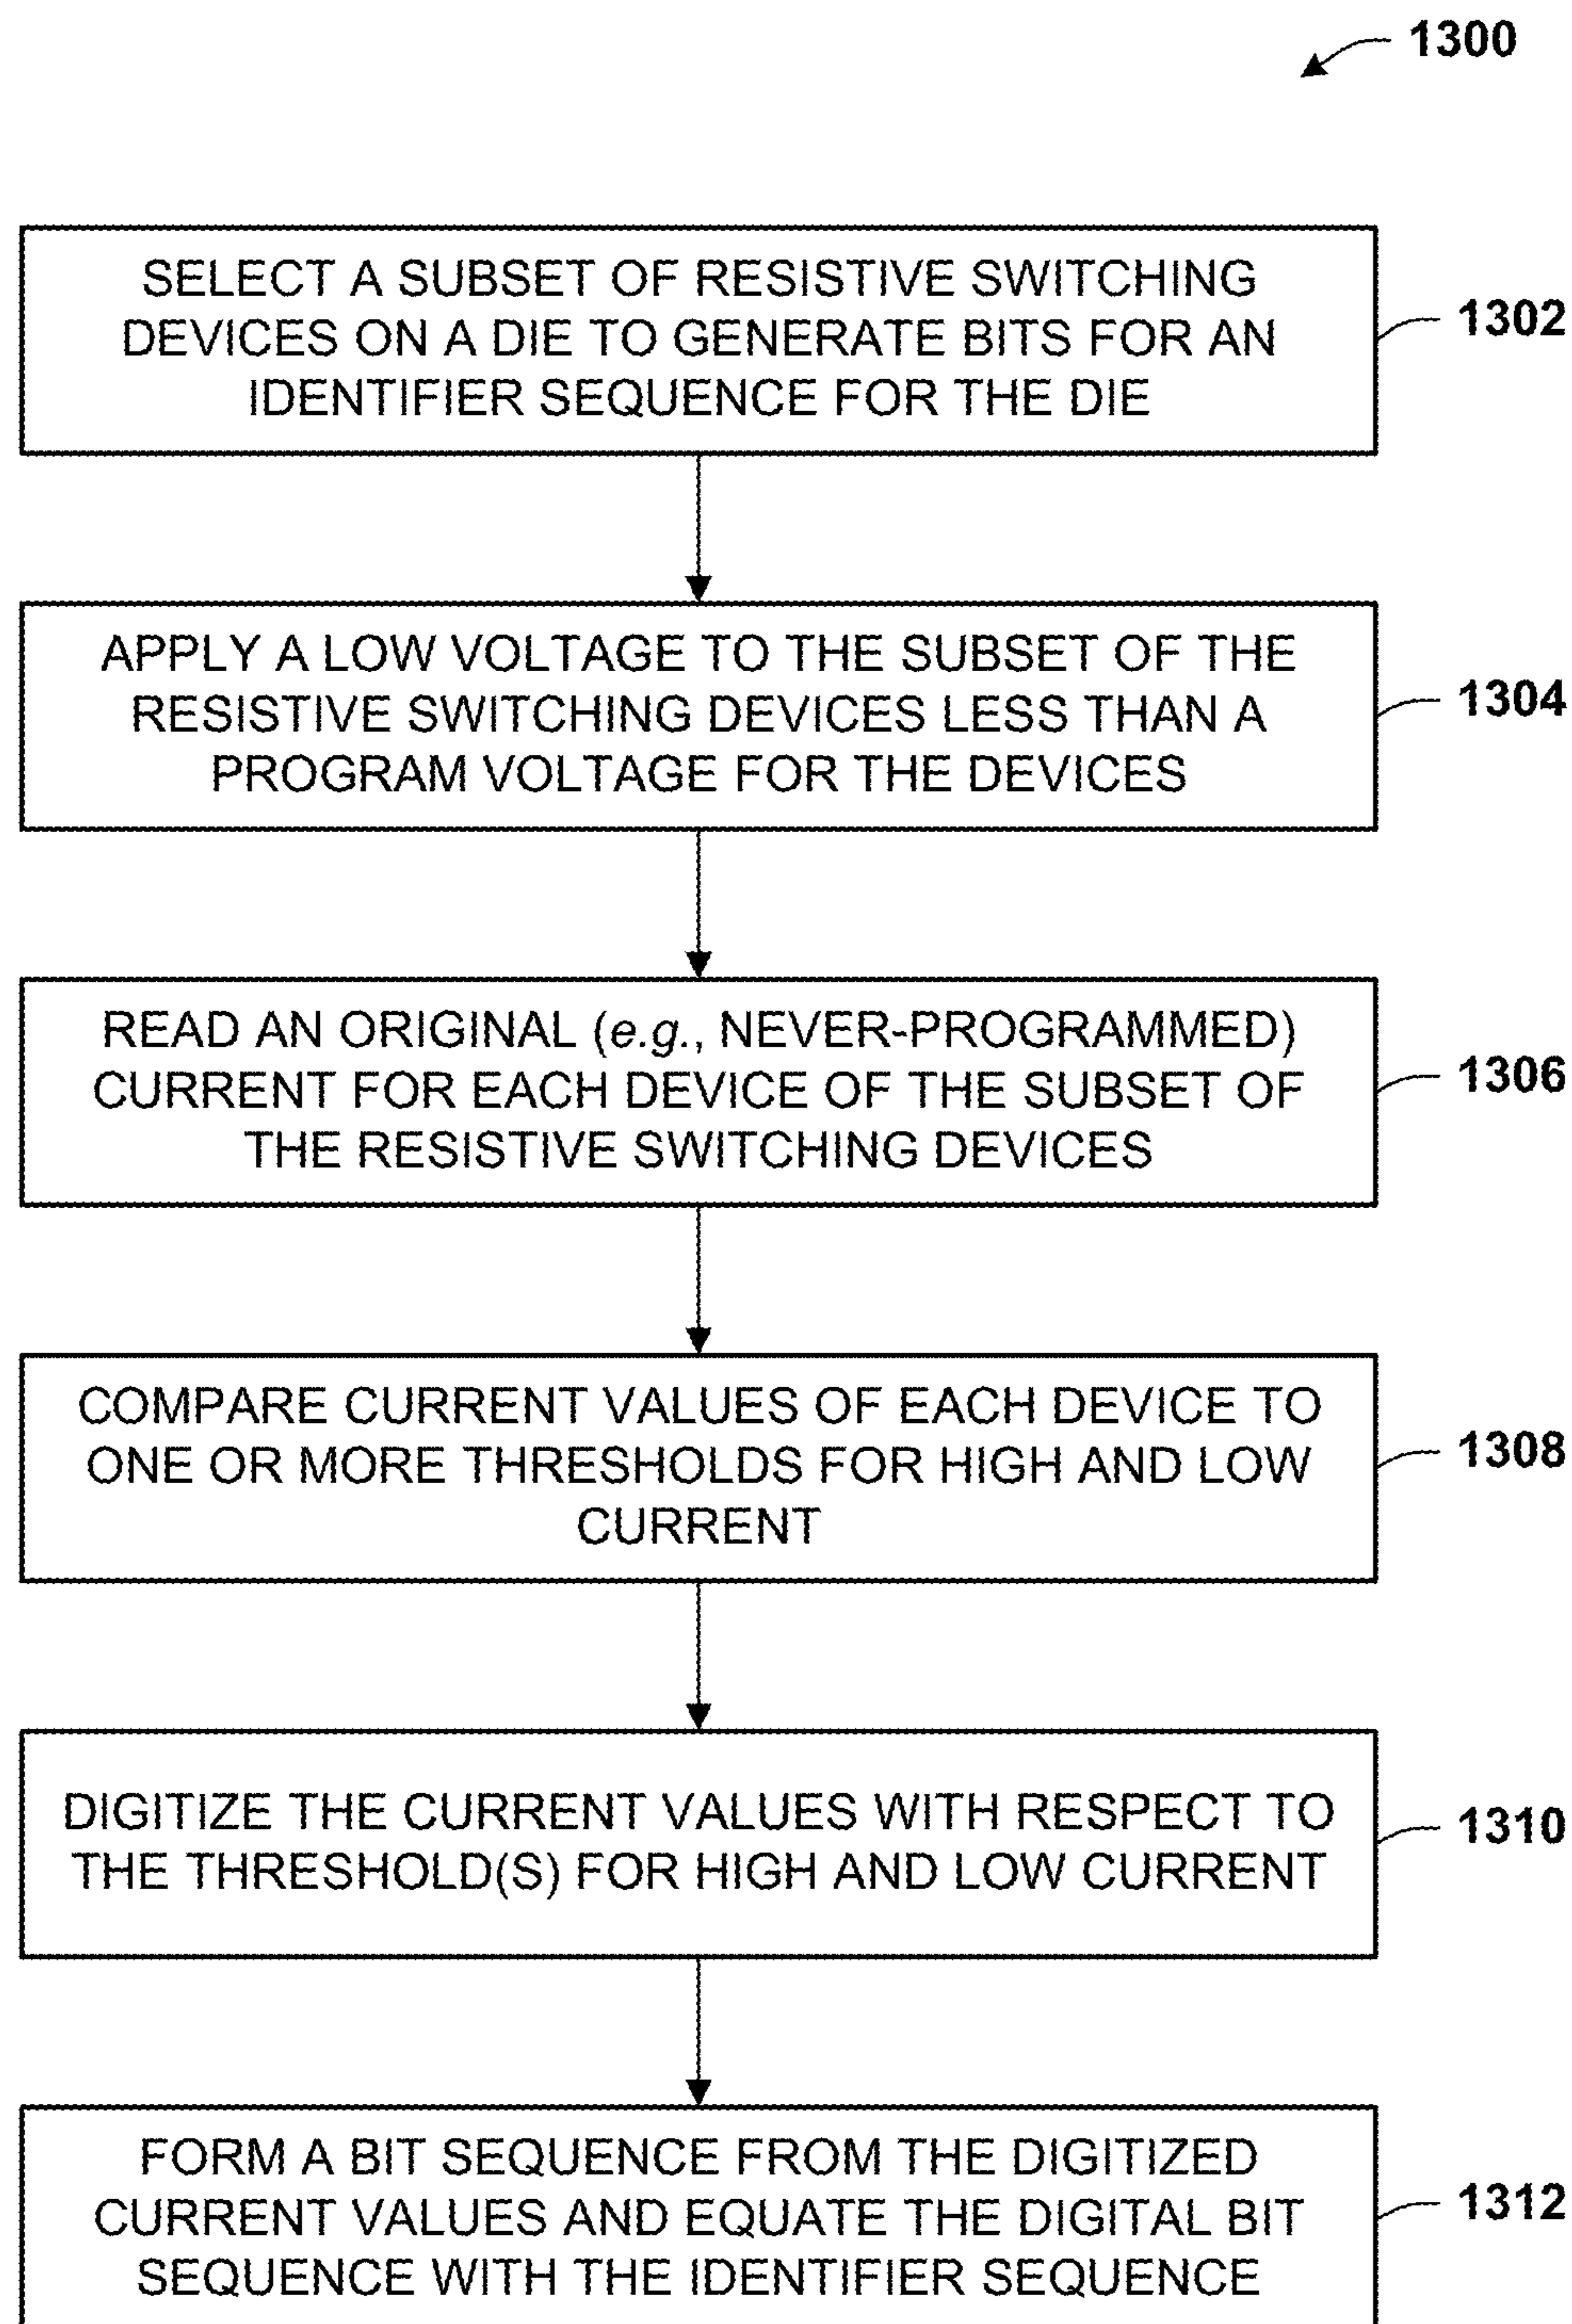 1300
SELECT A SUBSET OF RESISTIVE SWITCHING
DEVICES ON A DIE TO GENERATE BITS FOR AN
IDENTIFIER SEQUENCE FOR THE DIE
1302
APPLY A LOW VOLTAGE TO THE SUBSET OF THE
RESISTIVE SWITCHING DEVICES LESS THAN A
PROGRAM VOLTAGE FOR THE DEVICES
1304
READ AN ORIGINAL (e.g., NEVER-PROGRAMMED)
CURRENT FOR EACH DEVICE OF THE SUBSET OF
THE RESISTIVE SWITCHING DEVICES
1306
COMPARE CURRENT VALUES OF EACH DEVICE TO
ONE OR MORE THRESHOLDS FOR HIGH AND LOW
CURRENT
1308
DIGITIZE THE CURRENT VALUES WITH RESPECT TO
THE THRESHOLD(S) FOR HIGH AND LOW CURRENT
1310
FORM A BIT SEQUENCE FROM THE DIGITIZED
CURRENT VALUES AND EQUATE THE DIGITAL BIT
SEQUENCE WITH THE IDENTIFIER SEQUENCE
1312